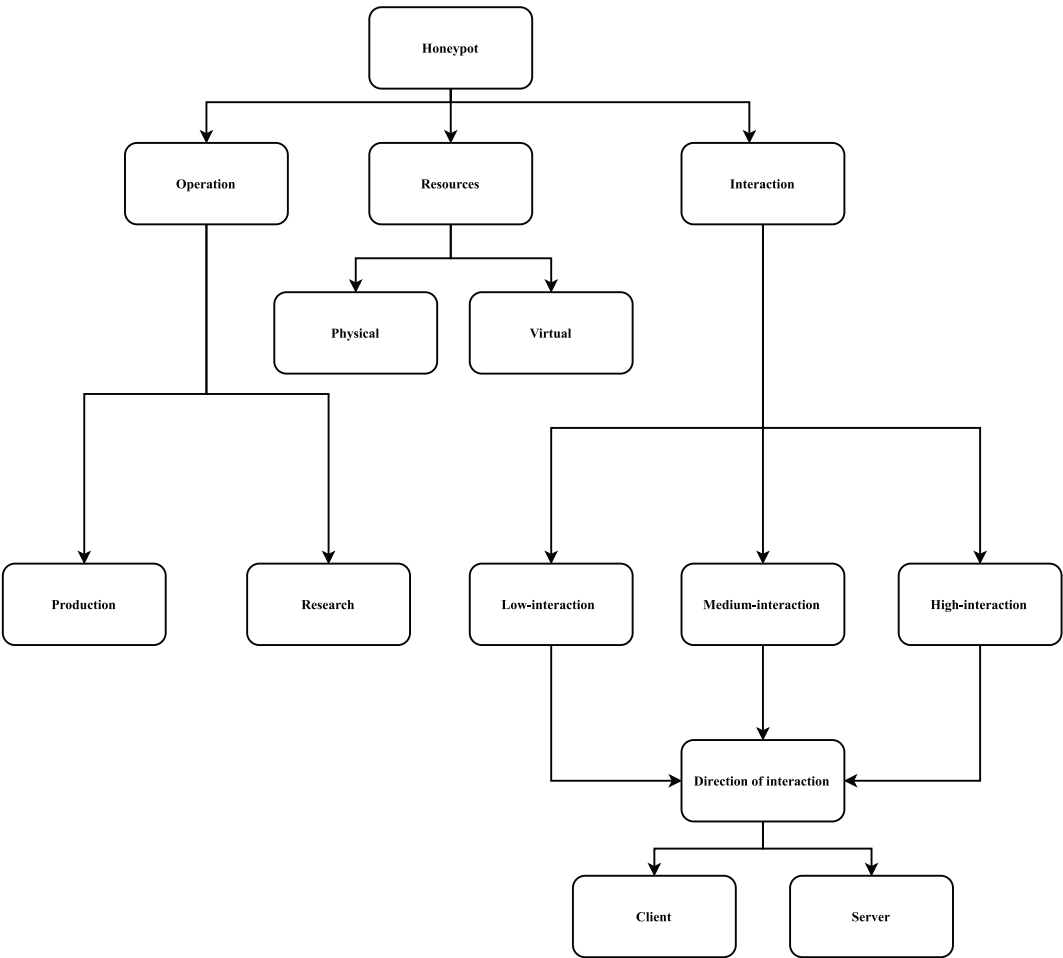 Honeypot
Operation
Resources
Interaction
Physical
Virtual
Production
Research
Low-interaction
Medium-interaction
High-interaction
Direction of interaction
Client
Server